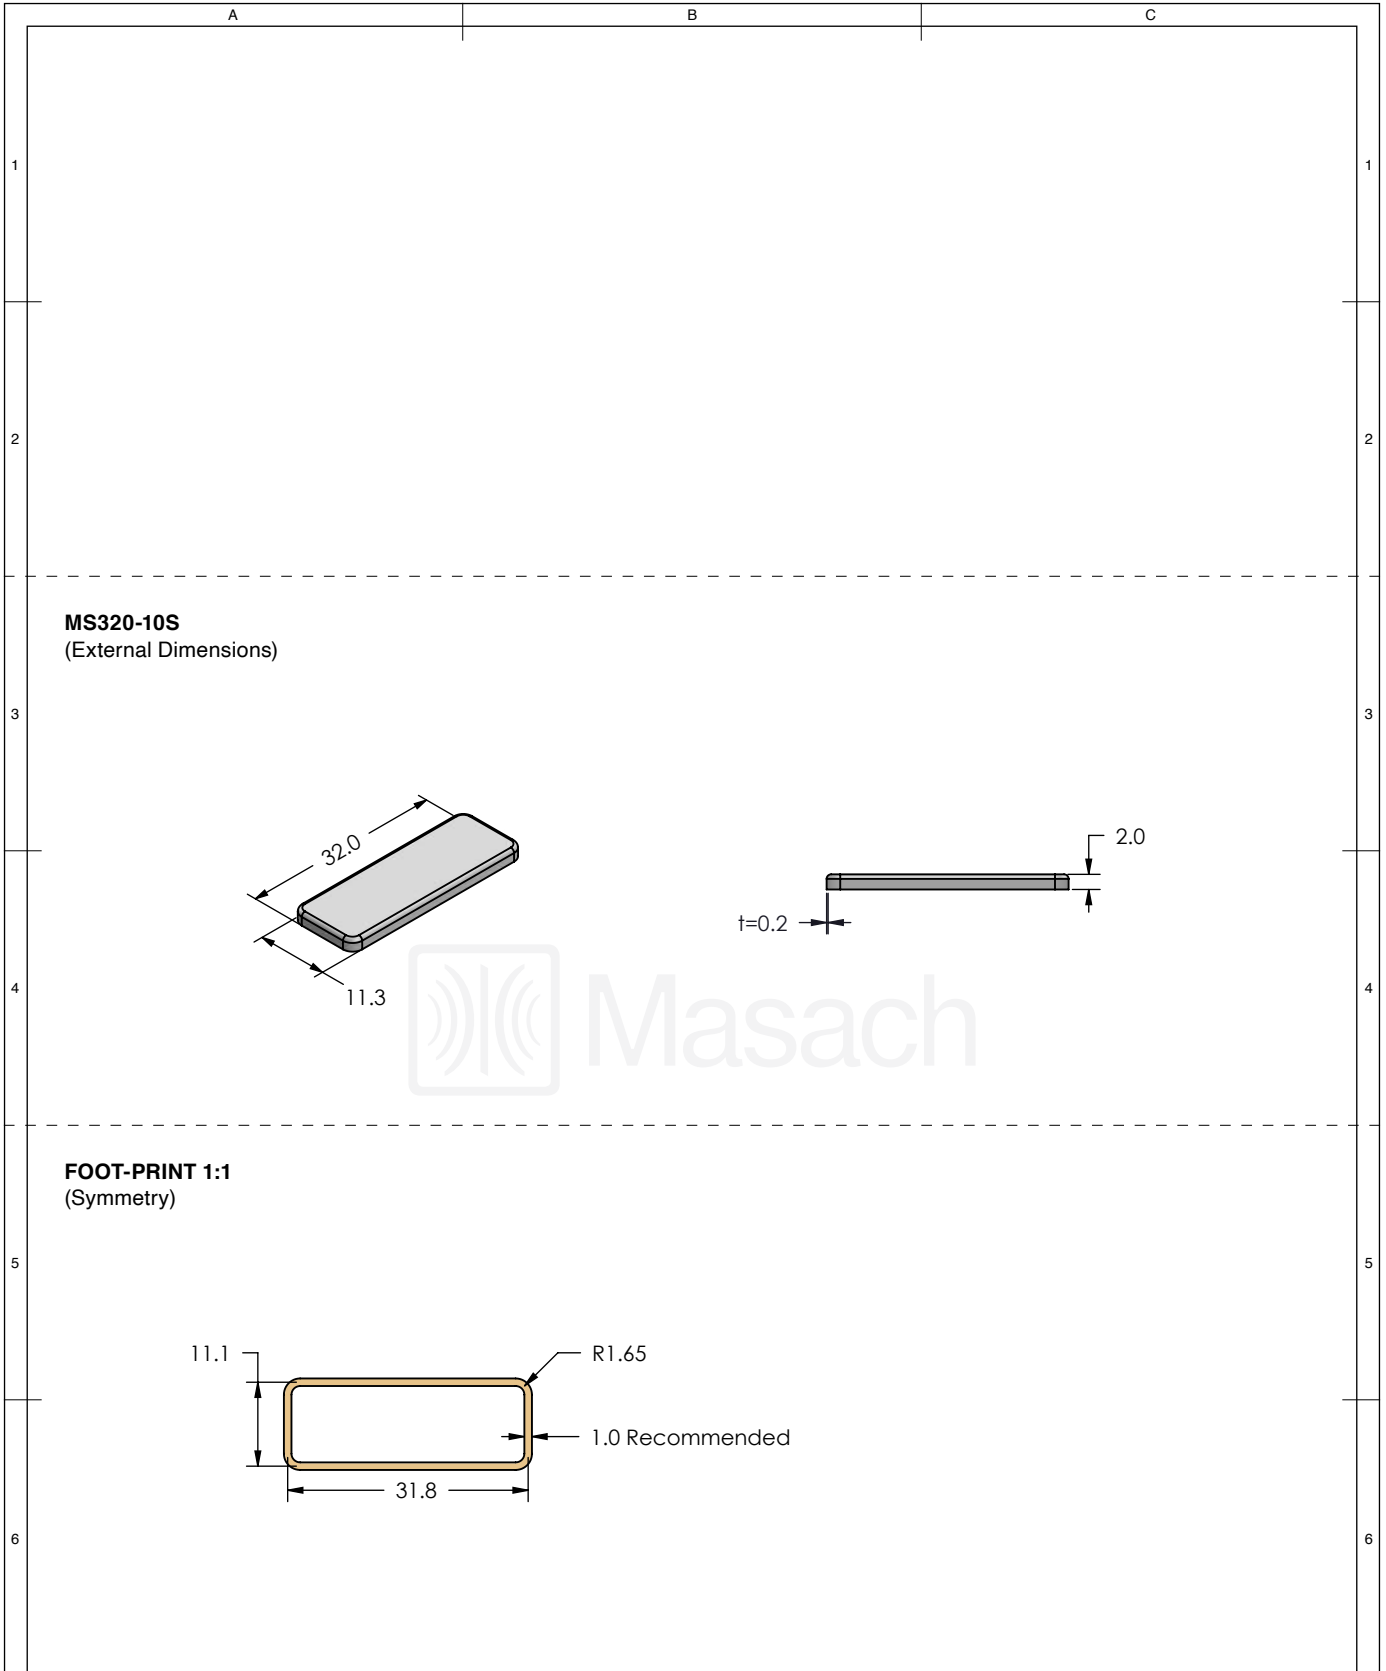 A B C
1 1
2 2
MS320-10S
(External Dimensions)
3 3
32.0
2.0
t=0.2
11.3
4 4
Masach
FOOT-PRINT 1:1
(Symmetry)
5 5
11.1
R1.65
1.0 Recommended
31.8
6 6